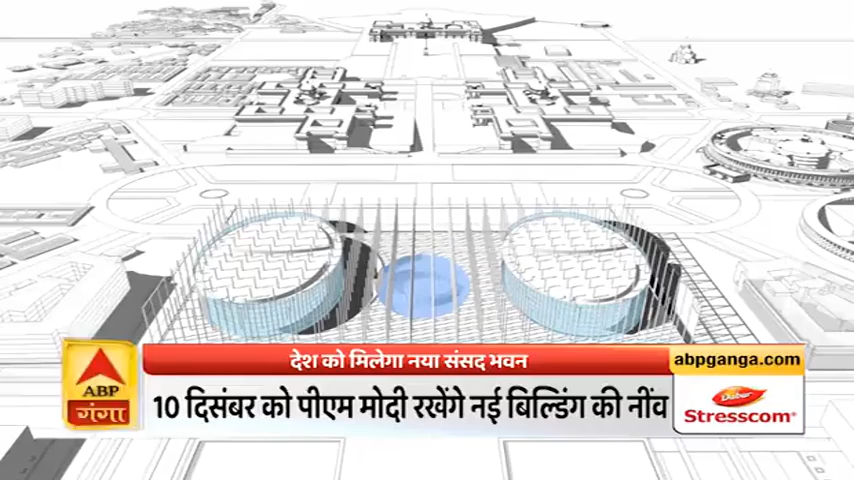 देश को मिलेगा नया संसद भवन
abpganga.com
ABP
गंगा
10 दिसंबर को पीएम मोदी रखेंगे नई बिल्डिंग की नींव
Dabur
Stresscom